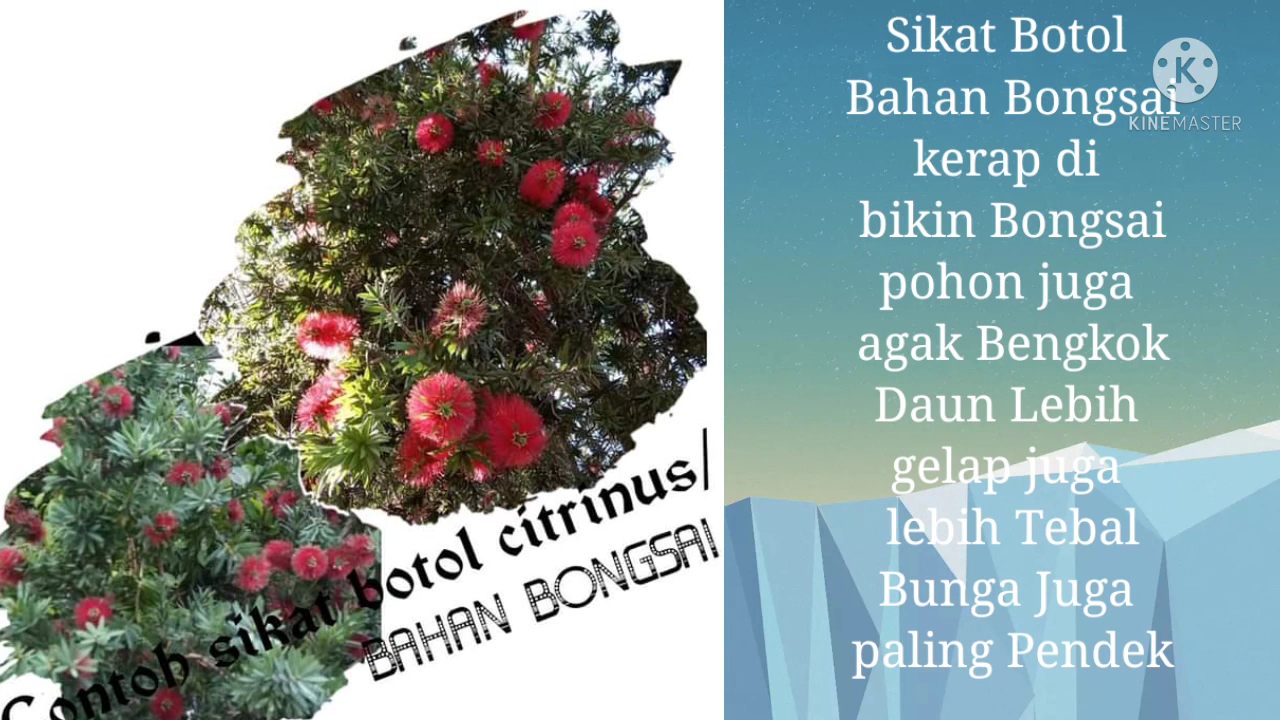 Contoh sikat botol citrinus/
BAHAN BONGSAI
Sikat Botol
Bahan Bongsai
kerap di
bikin Bongsai
pohon juga
agak Bengkok
Daun Lebih
gelap juga
lebih Tebal
Bunga Juga
paling Pendek
K
KINEMASTER